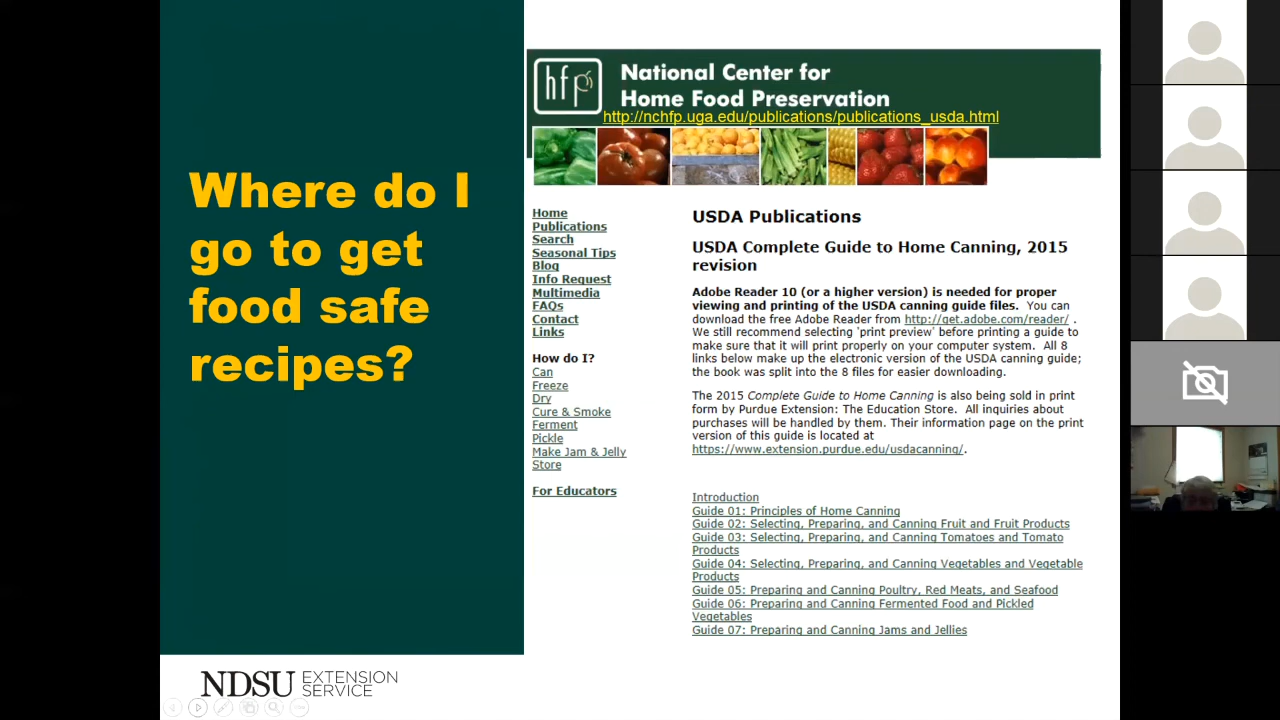 Where do I
go to get
food safe
recipes?
NDSU EXTENSION
SERVICE
hfp
National Center for
Home Food Preservation
http://nchfp.uga.edu/publications/publications_usda.html
Home
Publications
Search
Seasonal Tips
Blog
Info Request
Multimedia
FAQs
Contact
Links
How do I?
Can
Freeze
Dry
Cure & Smoke
Ferment
Pickle
Make Jam & Jelly
Store
For Educators
USDA Publications
USDA Complete Guide to Home Canning, 2015
revision
Adobe Reader 10 (or a higher version) is needed for proper
viewing and printing of the USDA canning guide files. You can
download the free Adobe Reader from http://get.adobe.com/reader/ .
We still recommend selecting 'print preview' before printing a guide to
make sure that it will print properly on your computer system. All 8
links below make up the electronic version of the USDA canning guide;
the book was split into the 8 files for easier downloading.
The 2015 Complete Guide to Home Canning is also being sold in print
form by Purdue Extension: The Education Store. All inquiries about
purchases will be handled by them. Their information page on the print
version of this guide is located at
https://www.extension.purdue.edu/usdacanning/.
Introduction
Guide 01: Principles of Home Canning
Guide 02: Selecting, Preparing, and Canning Fruit and Fruit Products
Guide 03: Selecting, Preparing, and Canning Tomatoes and Tomato
Products
Guide 04: Selecting, Preparing, and Canning Vegetables and Vegetable
Products
Guide 05: Preparing and Canning Poultry, Red Meats, and Seafood
Guide 06: Preparing and Canning Fermented Food and Pickled
Vegetables
Guide 07: Preparing and Canning Jams and Jellies